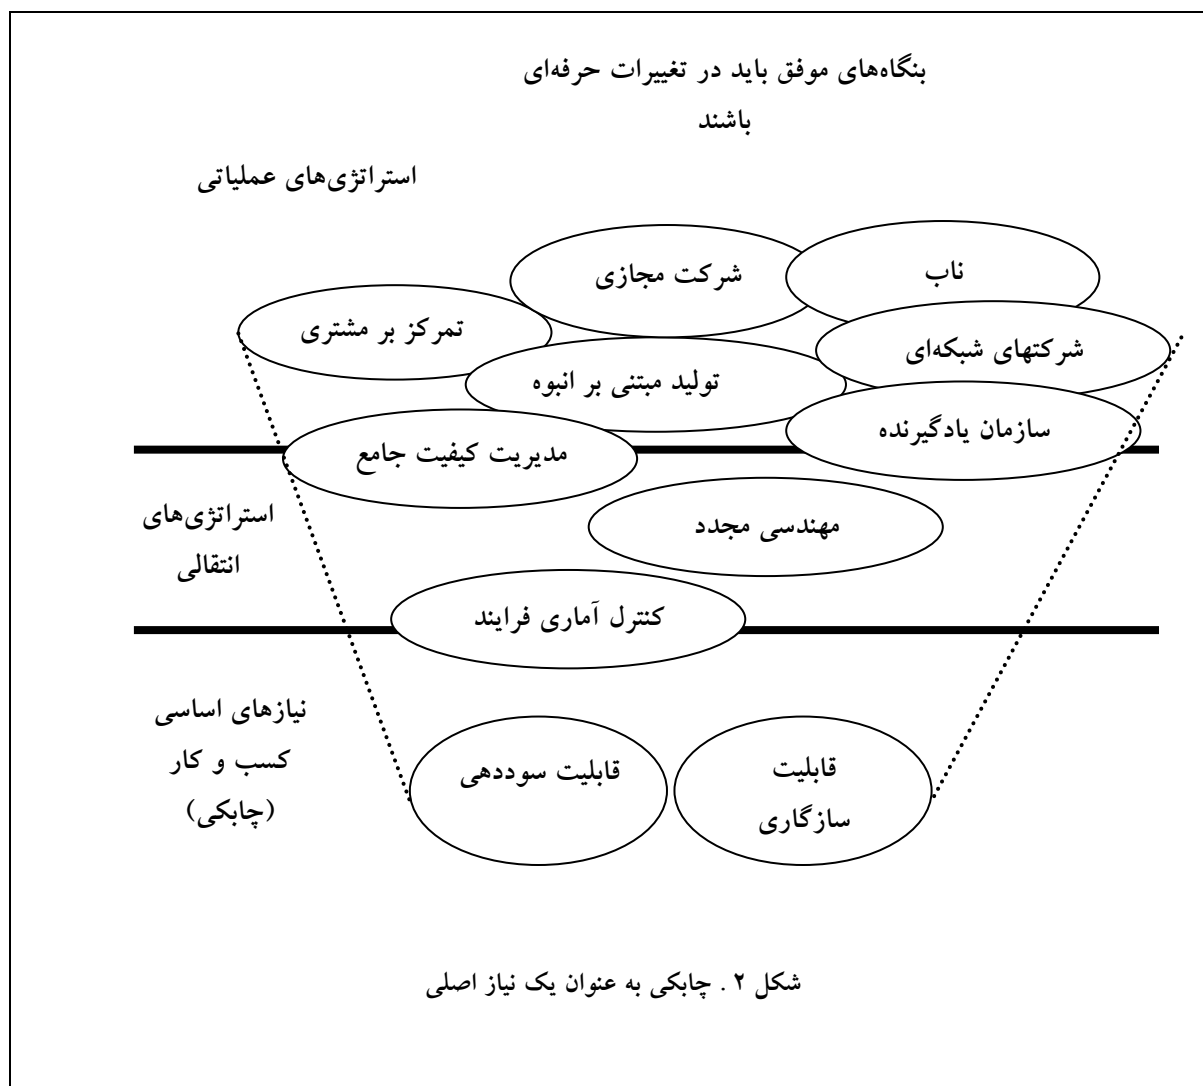 بنگاه‌های موفق باید در تغییرات حرفه‌ای
باشند
استراتژی‌های عملیاتی
ناب
شرکت مجازی
تمرکز بر مشتری
شرکتهای شبکه‌ای
تولید مبتنی بر انبوه
سازمان یادگیرنده
مدیریت کیفیت جامع
استراتژی‌های
انتقالی
مهندسی مجدد
کنترل آماری فرایند
نیازهای اساسی
کسب و کار
(چابکی)
قابلیت
سازگاری
قابلیت سوددهی
شکل ۲ . چابکی به عنوان یک نیاز اصلی